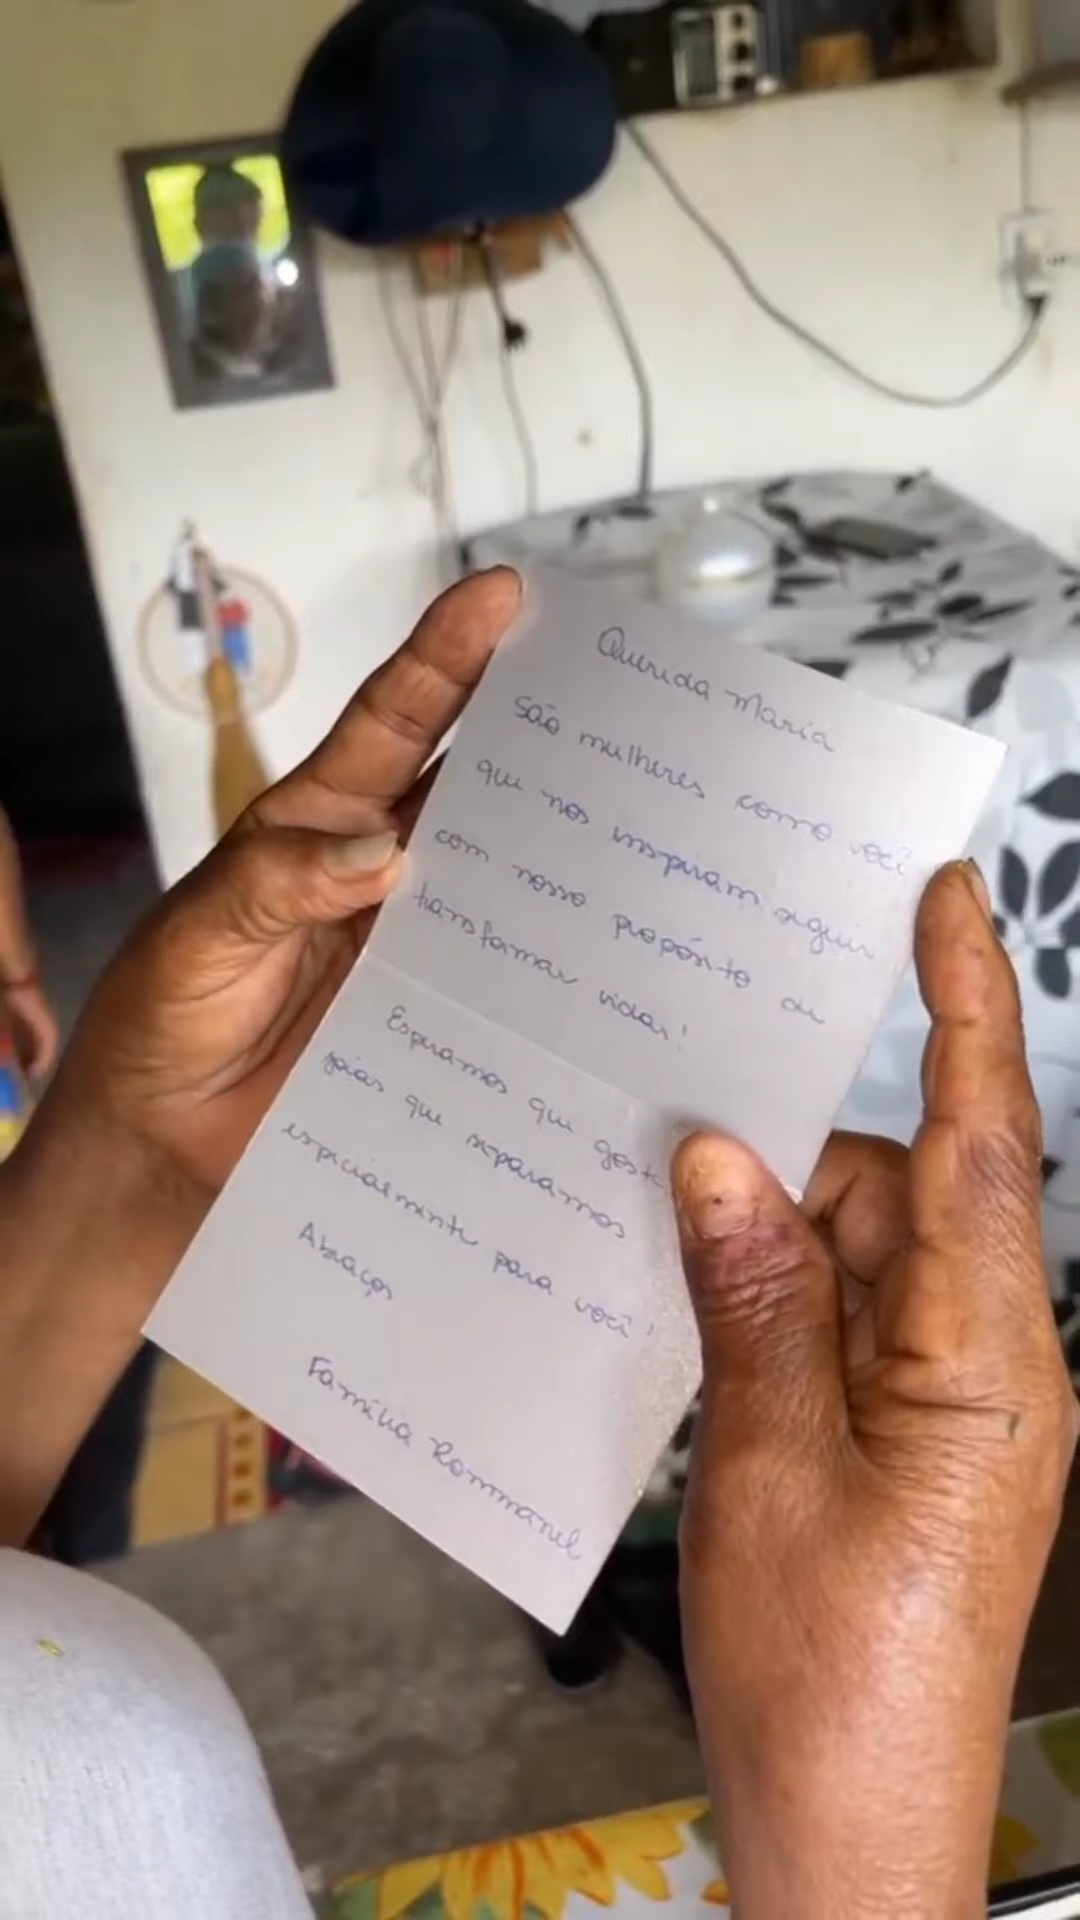 Querida Maria
São mulheres como você
que nos inspiram seguir
com nosso propósito de
transformar vidas!
Esperamos que
joias que separamos
especialmente para você!
Abraços
Família Rommanel